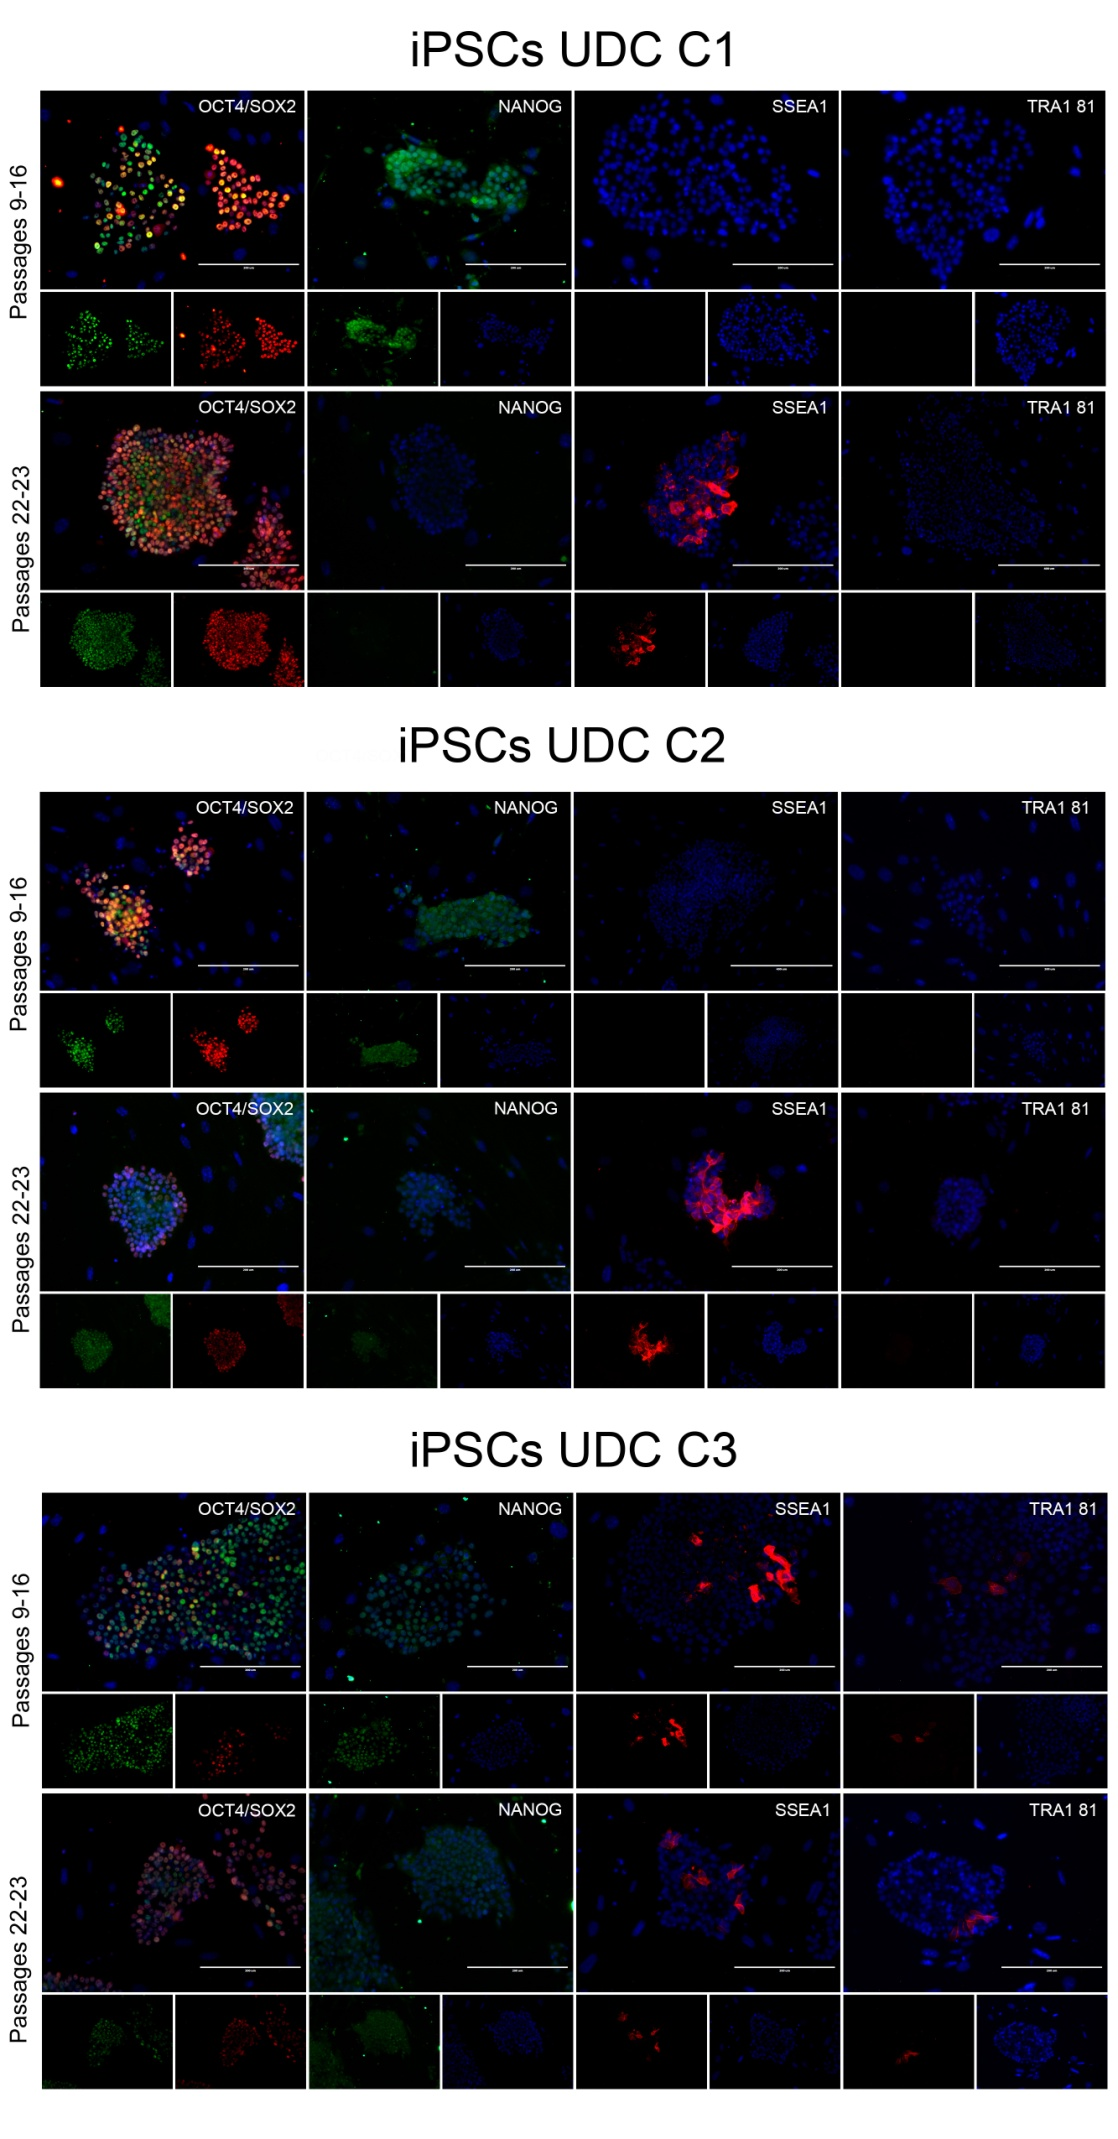 iPSCs UDC C1
Passages 9-16
OCT4/SOX2
NANOG
SSEA1
TRA1 81
Passages 22-23
OCT4/SOX2
NANOG
SSEA1
TRA1 81
iPSCs UDC C2
Passages 9-16
OCT4/SOX2
NANOG
SSEA1
TRA1 81
Passages 22-23
OCT4/SOX2
NANOG
SSEA1
TRA1 81
iPSCs UDC C3
Passages 9-16
OCT4/SOX2
NANOG
SSEA1
TRA1 81
Passages 22-23
OCT4/SOX2
NANOG
SSEA1
TRA1 81